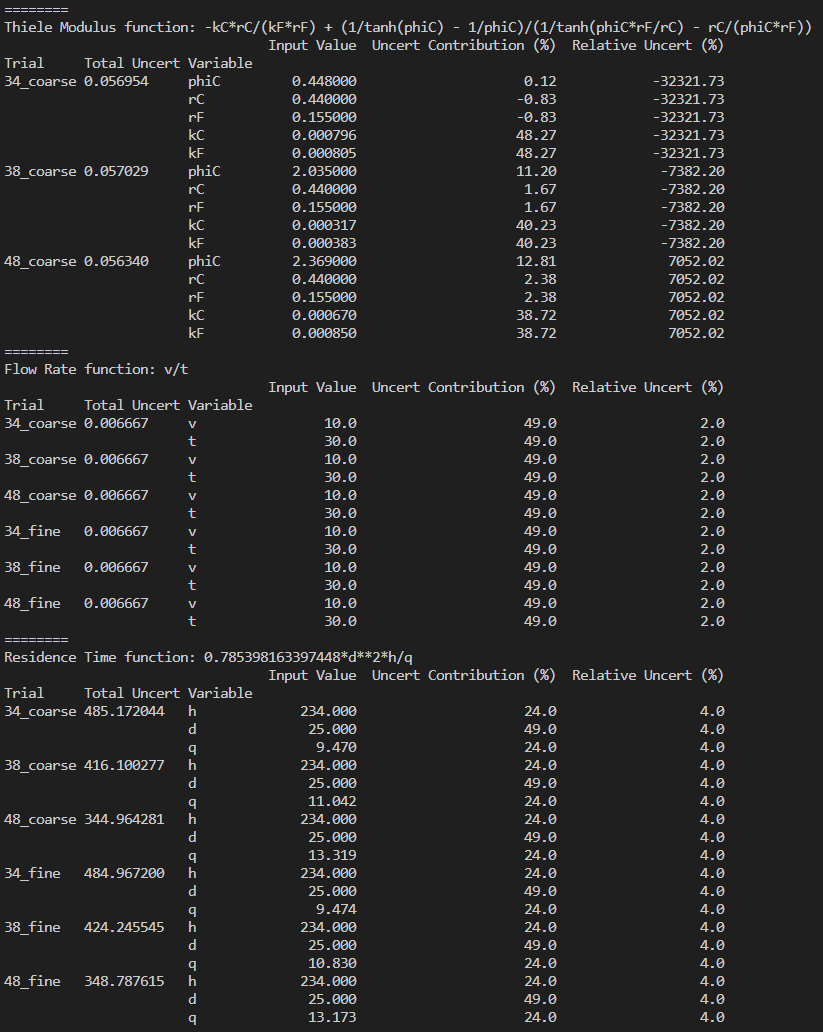 ========
Thiele Modulus function: -kC*rC/(kF*rF) + (1/tanh(phiC) - 1/phiC)/(1/tanh(phiC*rF/rC) - rC/(phiC*rF))
Input Value Uncert Contribution (%) Relative Uncert (%)
Trial Total Uncert Variable
34_coarse 0.056954 phiC 0.448000 0.12 -32321.73
rC 0.440000 -0.83 -32321.73
rF 0.155000 -0.83 -32321.73
kC 0.000796 48.27 -32321.73
kF 0.000805 48.27 -32321.73
38_coarse 0.057029 phiC 2.035000 11.20 -7382.20
rC 0.440000 1.67 -7382.20
rF 0.155000 1.67 -7382.20
kC 0.000317 40.23 -7382.20
kF 0.000383 40.23 -7382.20
48_coarse 0.056340 phiC 2.369000 12.81 7052.02
rC 0.440000 2.38 7052.02
rF 0.155000 2.38 7052.02
kC 0.000670 38.72 7052.02
kF 0.000850 38.72 7052.02
========
Flow Rate function: v/t
Input Value Uncert Contribution (%) Relative Uncert (%)
Trial Total Uncert Variable
34_coarse 0.006667 v 10.0 49.0 2.0
t 30.0 49.0 2.0
38_coarse 0.006667 v 10.0 49.0 2.0
t 30.0 49.0 2.0
48_coarse 0.006667 v 10.0 49.0 2.0
t 30.0 49.0 2.0
34_fine 0.006667 v 10.0 49.0 2.0
t 30.0 49.0 2.0
38_fine 0.006667 v 10.0 49.0 2.0
t 30.0 49.0 2.0
48_fine 0.006667 v 10.0 49.0 2.0
t 30.0 49.0 2.0
========
Residence Time function: 0.785398163397448*d**2*h/q
Input Value Uncert Contribution (%) Relative Uncert (%)
Trial Total Uncert Variable
34_coarse 485.172044 h 234.000 24.0 4.0
d 25.000 49.0 4.0
q 9.470 24.0 4.0
38_coarse 416.100277 h 234.000 24.0 4.0
d 25.000 49.0 4.0
q 11.042 24.0 4.0
48_coarse 344.964281 h 234.000 24.0 4.0
d 25.000 49.0 4.0
q 13.319 24.0 4.0
34_fine 484.967200 h 234.000 24.0 4.0
d 25.000 49.0 4.0
q 9.474 24.0 4.0
38_fine 424.245545 h 234.000 24.0 4.0
d 25.000 49.0 4.0
q 10.830 24.0 4.0
48_fine 348.787615 h 234.000 24.0 4.0
d 25.000 49.0 4.0
q 13.173 24.0 4.0